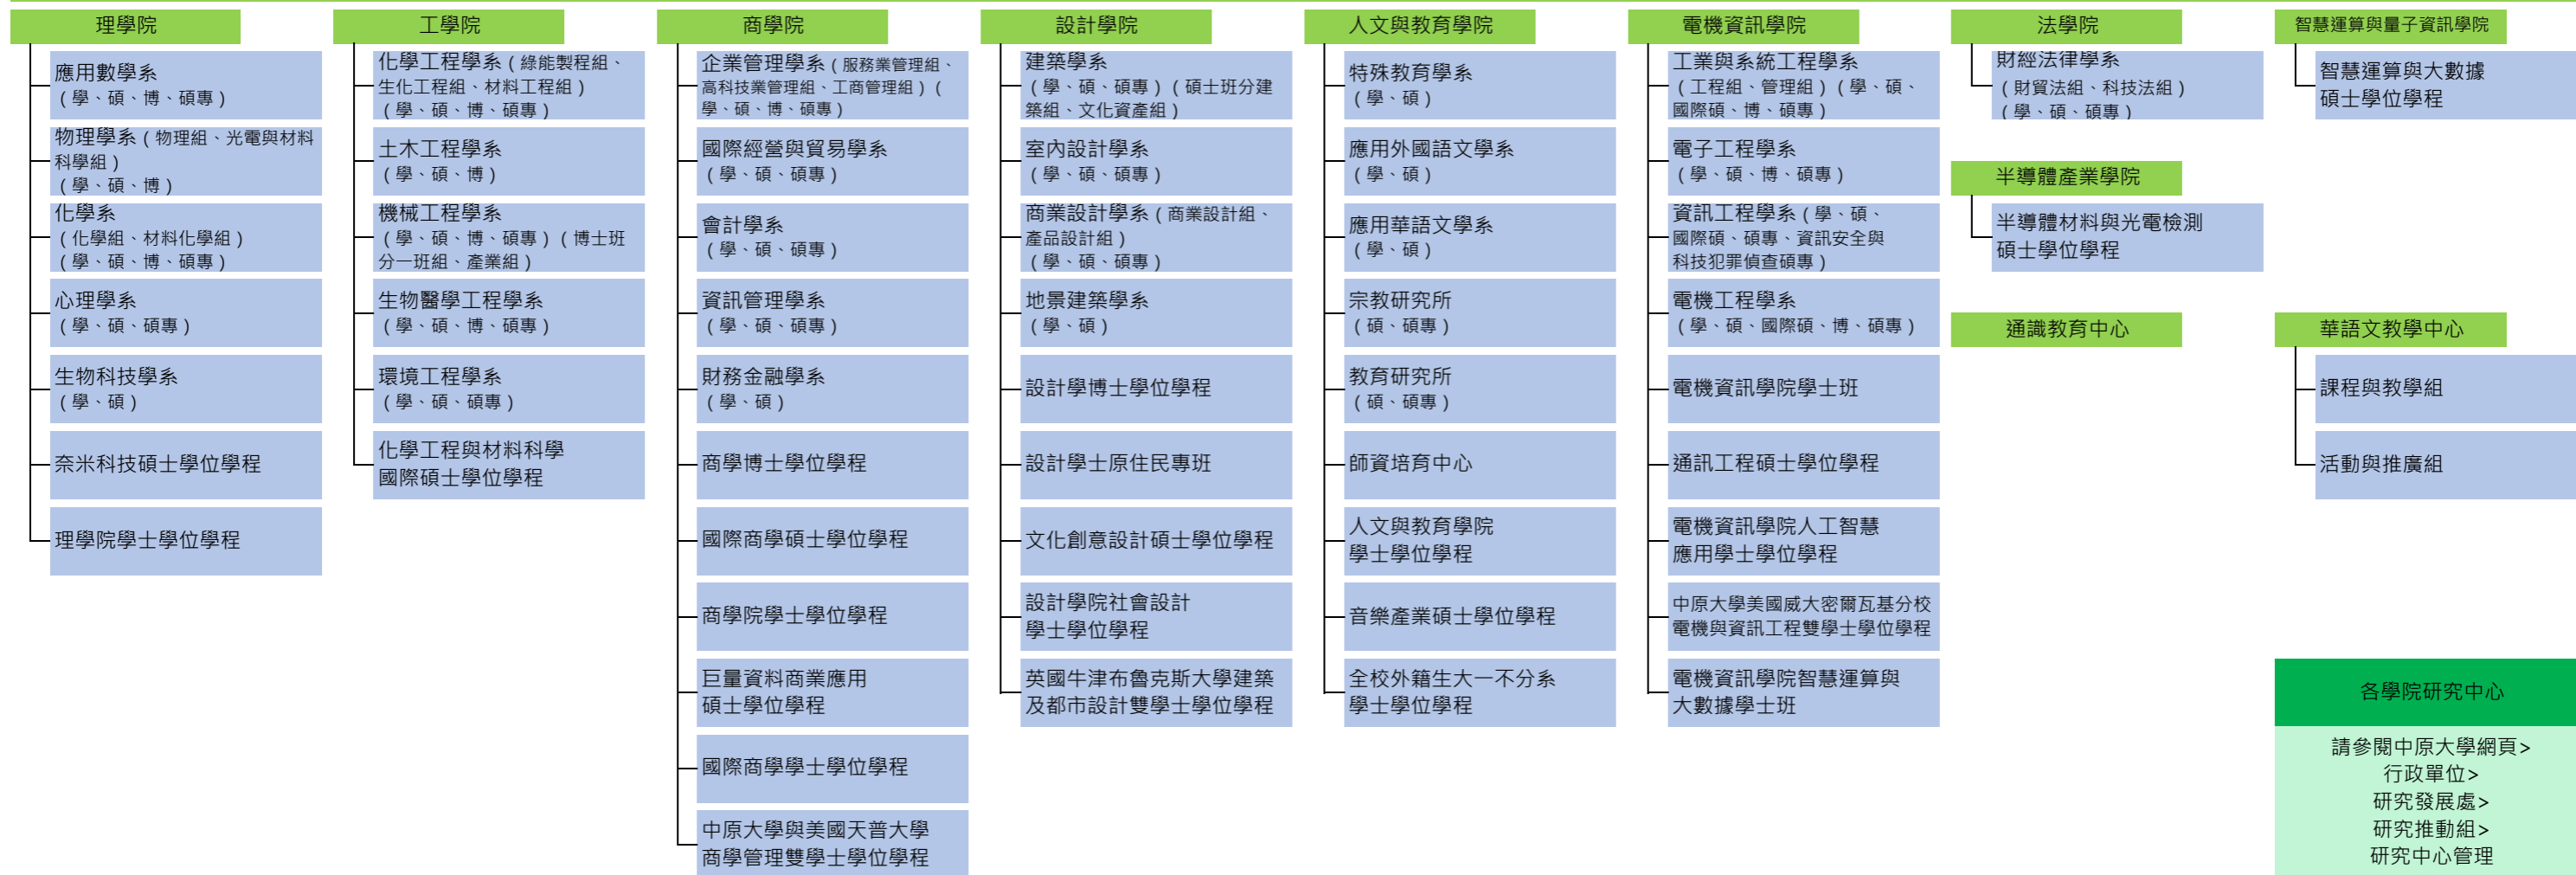 理學院
應用數學系
(學、碩、博、碩專)
物理學系(物理組、光電與材料
科學組)
(學、碩、博)
化學系
(化學組、材料化學組)
(學、碩、博、碩專)
心理學系
(學、碩、碩專)
生物科技學系
(學、碩)
奈米科技碩士學位學程
理學院學士學位學程
工學院
化學工程學系(綠能製程組、
生化工程組、材料工程組)
(學、碩、博、碩專)
土木工程學系
(學、碩、博)
機械工程學系
(學、碩、博、碩專)(博士班
分一班組、產業組)
生物醫學工程學系
(學、碩、博、碩專)
環境工程學系
(學、碩、碩專)
化學工程與材料科學
國際碩士學位學程
商學院
企業管理學系(服務業管理組、
高科技業管理組、工商管理組)(
學、碩、博、碩專)
國際經營與貿易學系
(學、碩、碩專)
會計學系
(學、碩、碩專)
資訊管理學系
(學、碩、碩專)
財務金融學系
(學、碩)
商學博士學位學程
國際商學碩士學位學程
商學院學士學位學程
巨量資料商業應用
碩士學位學程
國際商學學士學位學程
中原大學與美國天普大學
商學管理雙學士學位學程
設計學院
建築學系
(學、碩、碩專)(碩士班分建
築組、文化資產組)
室內設計學系
(學、碩、碩專)
商業設計學系(商業設計組、
產品設計組)
(學、碩、碩專)
地景建築學系
(學、碩)
設計學博士學位學程
設計學士原住民專班
文化創意設計碩士學位學程
設計學院社會設計
學士學位學程
英國牛津布魯克斯大學建築
及都市設計雙學士學位學程
人文與教育學院
特殊教育學系
(學、碩)
應用外國語文學系
(學、碩)
應用華語文學系
(學、碩)
宗教研究所
(碩、碩專)
教育研究所
(碩、碩專)
師資培育中心
人文與教育學院
學士學位學程
音樂產業碩士學位學程
全校外籍生大一不分系
學士學位學程
電機資訊學院
工業與系統工程學系
(工程組、管理組)(學、碩、
國際碩、博、碩專)
電子工程學系
(學、碩、博、碩專)
資訊工程學系(學、碩、
國際碩、碩專、資訊安全與
科技犯罪偵查碩專)
電機工程學系
(學、碩、國際碩、博、碩專)
電機資訊學院學士班
通訊工程碩士學位學程
電機資訊學院人工智慧
應用學士學位學程
中原大學美國威大密爾瓦基分校
電機與資訊工程雙學士學位學程
電機資訊學院智慧運算與
大數據學士班
法學院
財經法律學系
(財貿法組、科技法組)
(學、碩、碩專)
半導體產業學院
半導體材料與光電檢測
碩士學位學程
通識教育中心
智慧運算與量子資訊學院
智慧運算與大數據
碩士學位學程
華語文教學中心
課程與教學組
活動與推廣組
各學院研究中心
請參閱中原大學網頁>
行政單位>
研究發展處>
研究推動組>
研究中心管理